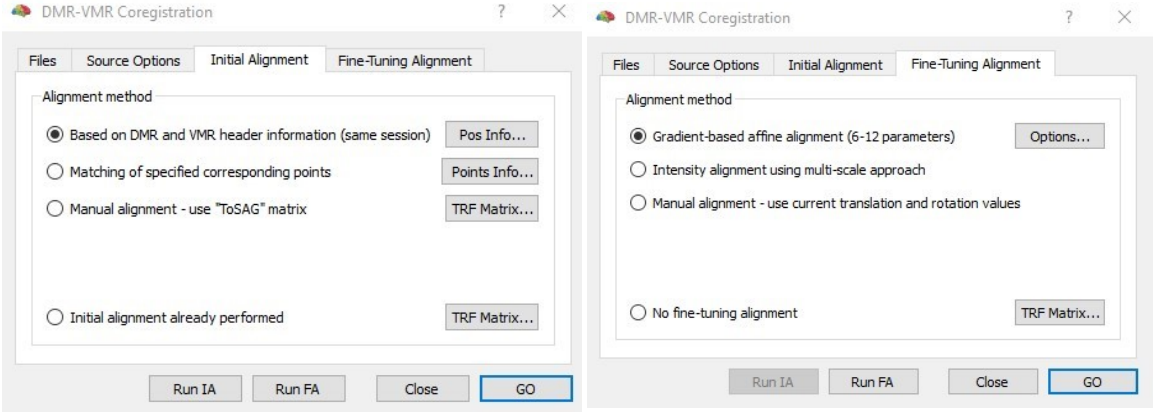 DMR-VMR Coregistration
?
Files
Source Options
Initial Alignment
Fine-Tuning Alignment
Alignment method
Based on DMR and VMR header information (same session)
Pos Info...
Matching of specified corresponding points
Points Info...
Manual alignment - use "ToSAG" matrix
TRF Matrix...
Initial alignment already performed
TRF Matrix...
Run IA
Run FA
Close
GO
DMR-VMR Coregistration
?
Files
Source Options
Initial Alignment
Fine-Tuning Alignment
Alignment method
Gradient-based affine alignment (6-12 parameters)
Options...
Intensity alignment using multi-scale approach
Manual alignment - use current translation and rotation values
No fine-tuning alignment
TRF Matrix...
Run IA
Run FA
Close
GO